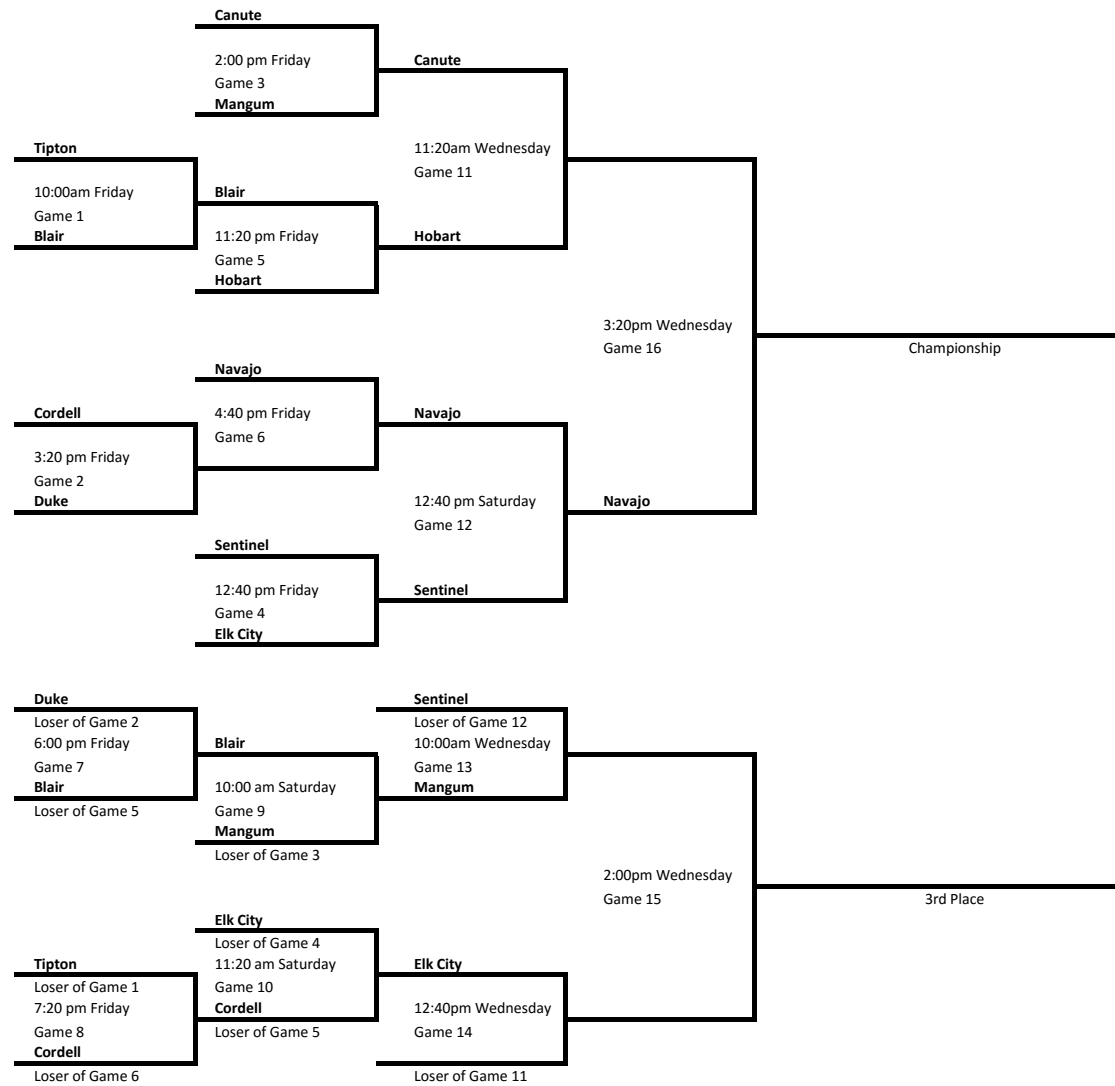 Canute
2:00 pm Friday
Canute
Game 3
Mangum
Tipton
11:20am Wednesday
Game 11
10:00am Friday
Blair
Game 1
Blair
11:20 pm Friday
Hobart
Game 5
Hobart
3:20pm Wednesday
Game 16
Championship
Navajo
Cordell
4:40 pm Friday
Navajo
Game 6
3:20 pm Friday
Game 2
Duke
12:40 pm Saturday
Navajo
Game 12
Sentinel
12:40 pm Friday
Sentinel
Game 4
Elk City
Duke
Sentinel
Loser of Game 2
Loser of Game 12
6:00 pm Friday
Blair
10:00am Wednesday
Game 7
Game 13
Blair
10:00 am Saturday
Mangum
Loser of Game 5
Game 9
Mangum
Loser of Game 3
2:00pm Wednesday
Game 15
3rd Place
Elk City
Loser of Game 4
Tipton
11:20 am Saturday
Elk City
Loser of Game 1
Game 10
7:20 pm Friday
Cordell
12:40pm Wednesday
Game 8
Loser of Game 5
Game 14
Cordell
Loser of Game 6
Loser of Game 11